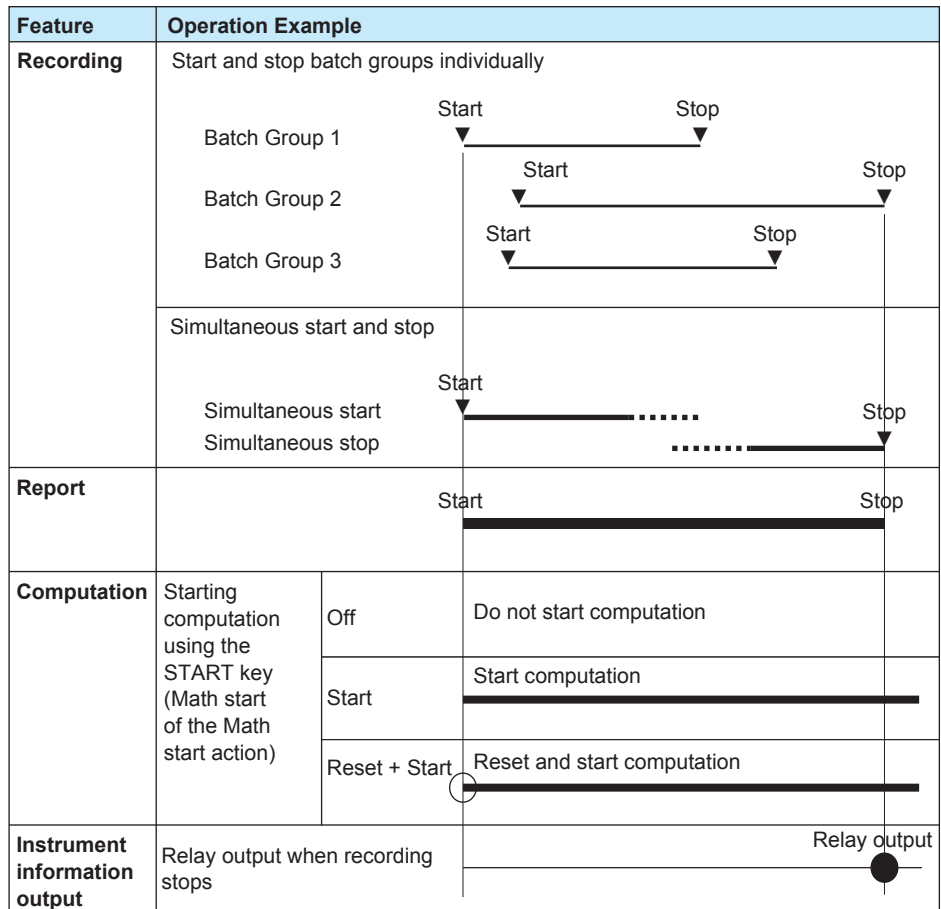 Feature Operation Example
Recording Start and stop batch groups individually
Start Stop
Batch Group 1
Start Stop
Batch Group 2
Start Stop
Batch Group 3
Simultaneous start and stop
Start
Simultaneous start
Stop
Simultaneous stop
Report
Start Stop
Computation
Starting
computation
using the
START key
(Math start
of the Math
start action)
Off
Do not start computation
Start
Start computation
Reset + Start
Reset and start computation
Instrument
information
output
Relay output when recording
stops
Relay output